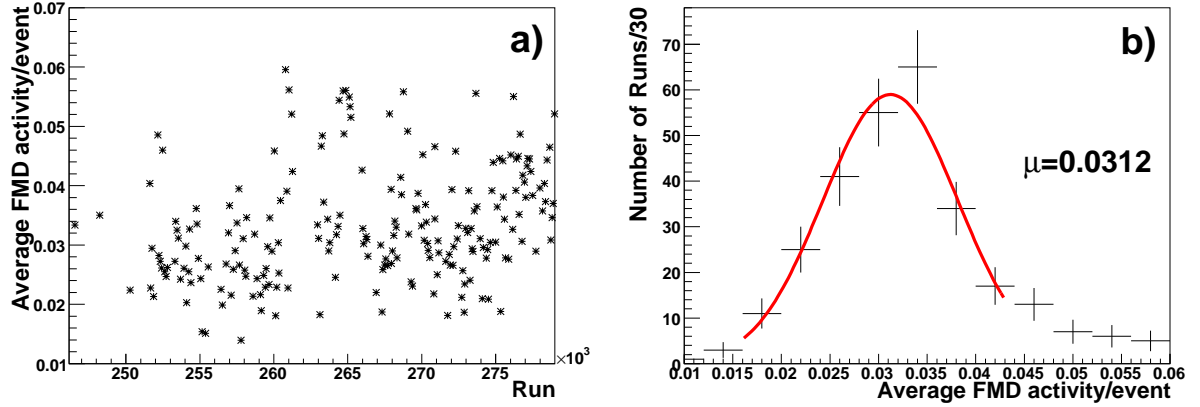 a)
Average FMD activity/event
0.07
0.06
0.05
0.04
0.03
0.02
0.01
250 255 260 265 270 275
×10³
Run
b)
Number of Runs/30
70
60
50
40
30
20
10
0
μ=0.0312
0.01 0.015 0.02 0.025 0.03 0.035 0.04 0.045 0.05 0.055 0.06
Average FMD activity/event